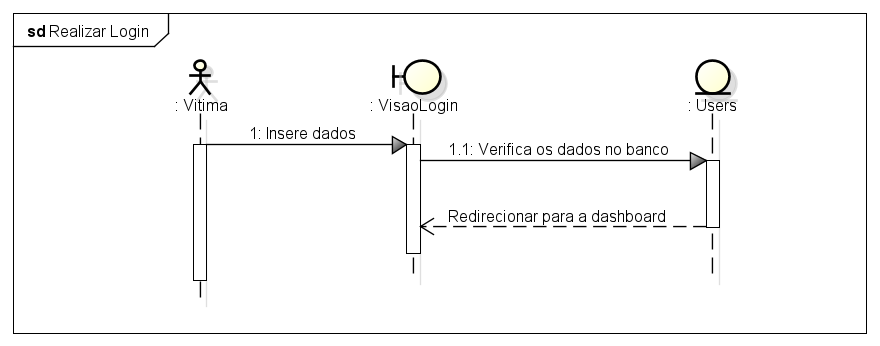 sd Realizar Login
: Vitima
: VisaoLogin
: Users
1: Insere dados
1.1: Verifica os dados no banco
Redirecionar para a dashboard